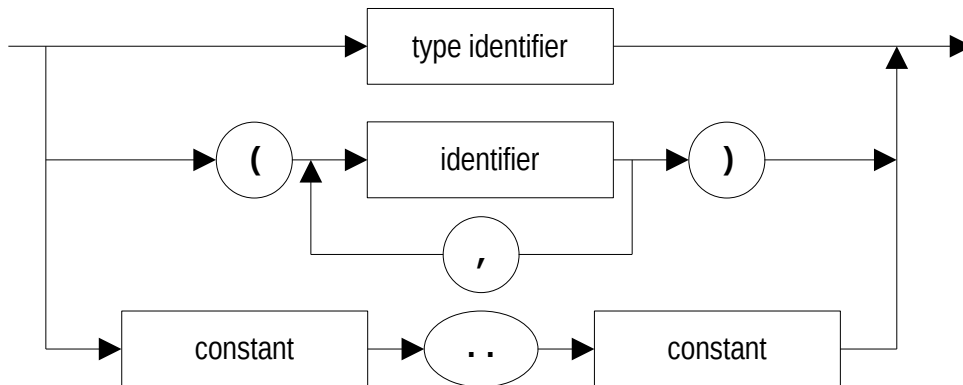 type identifier
( identifier )
,
constant .. constant